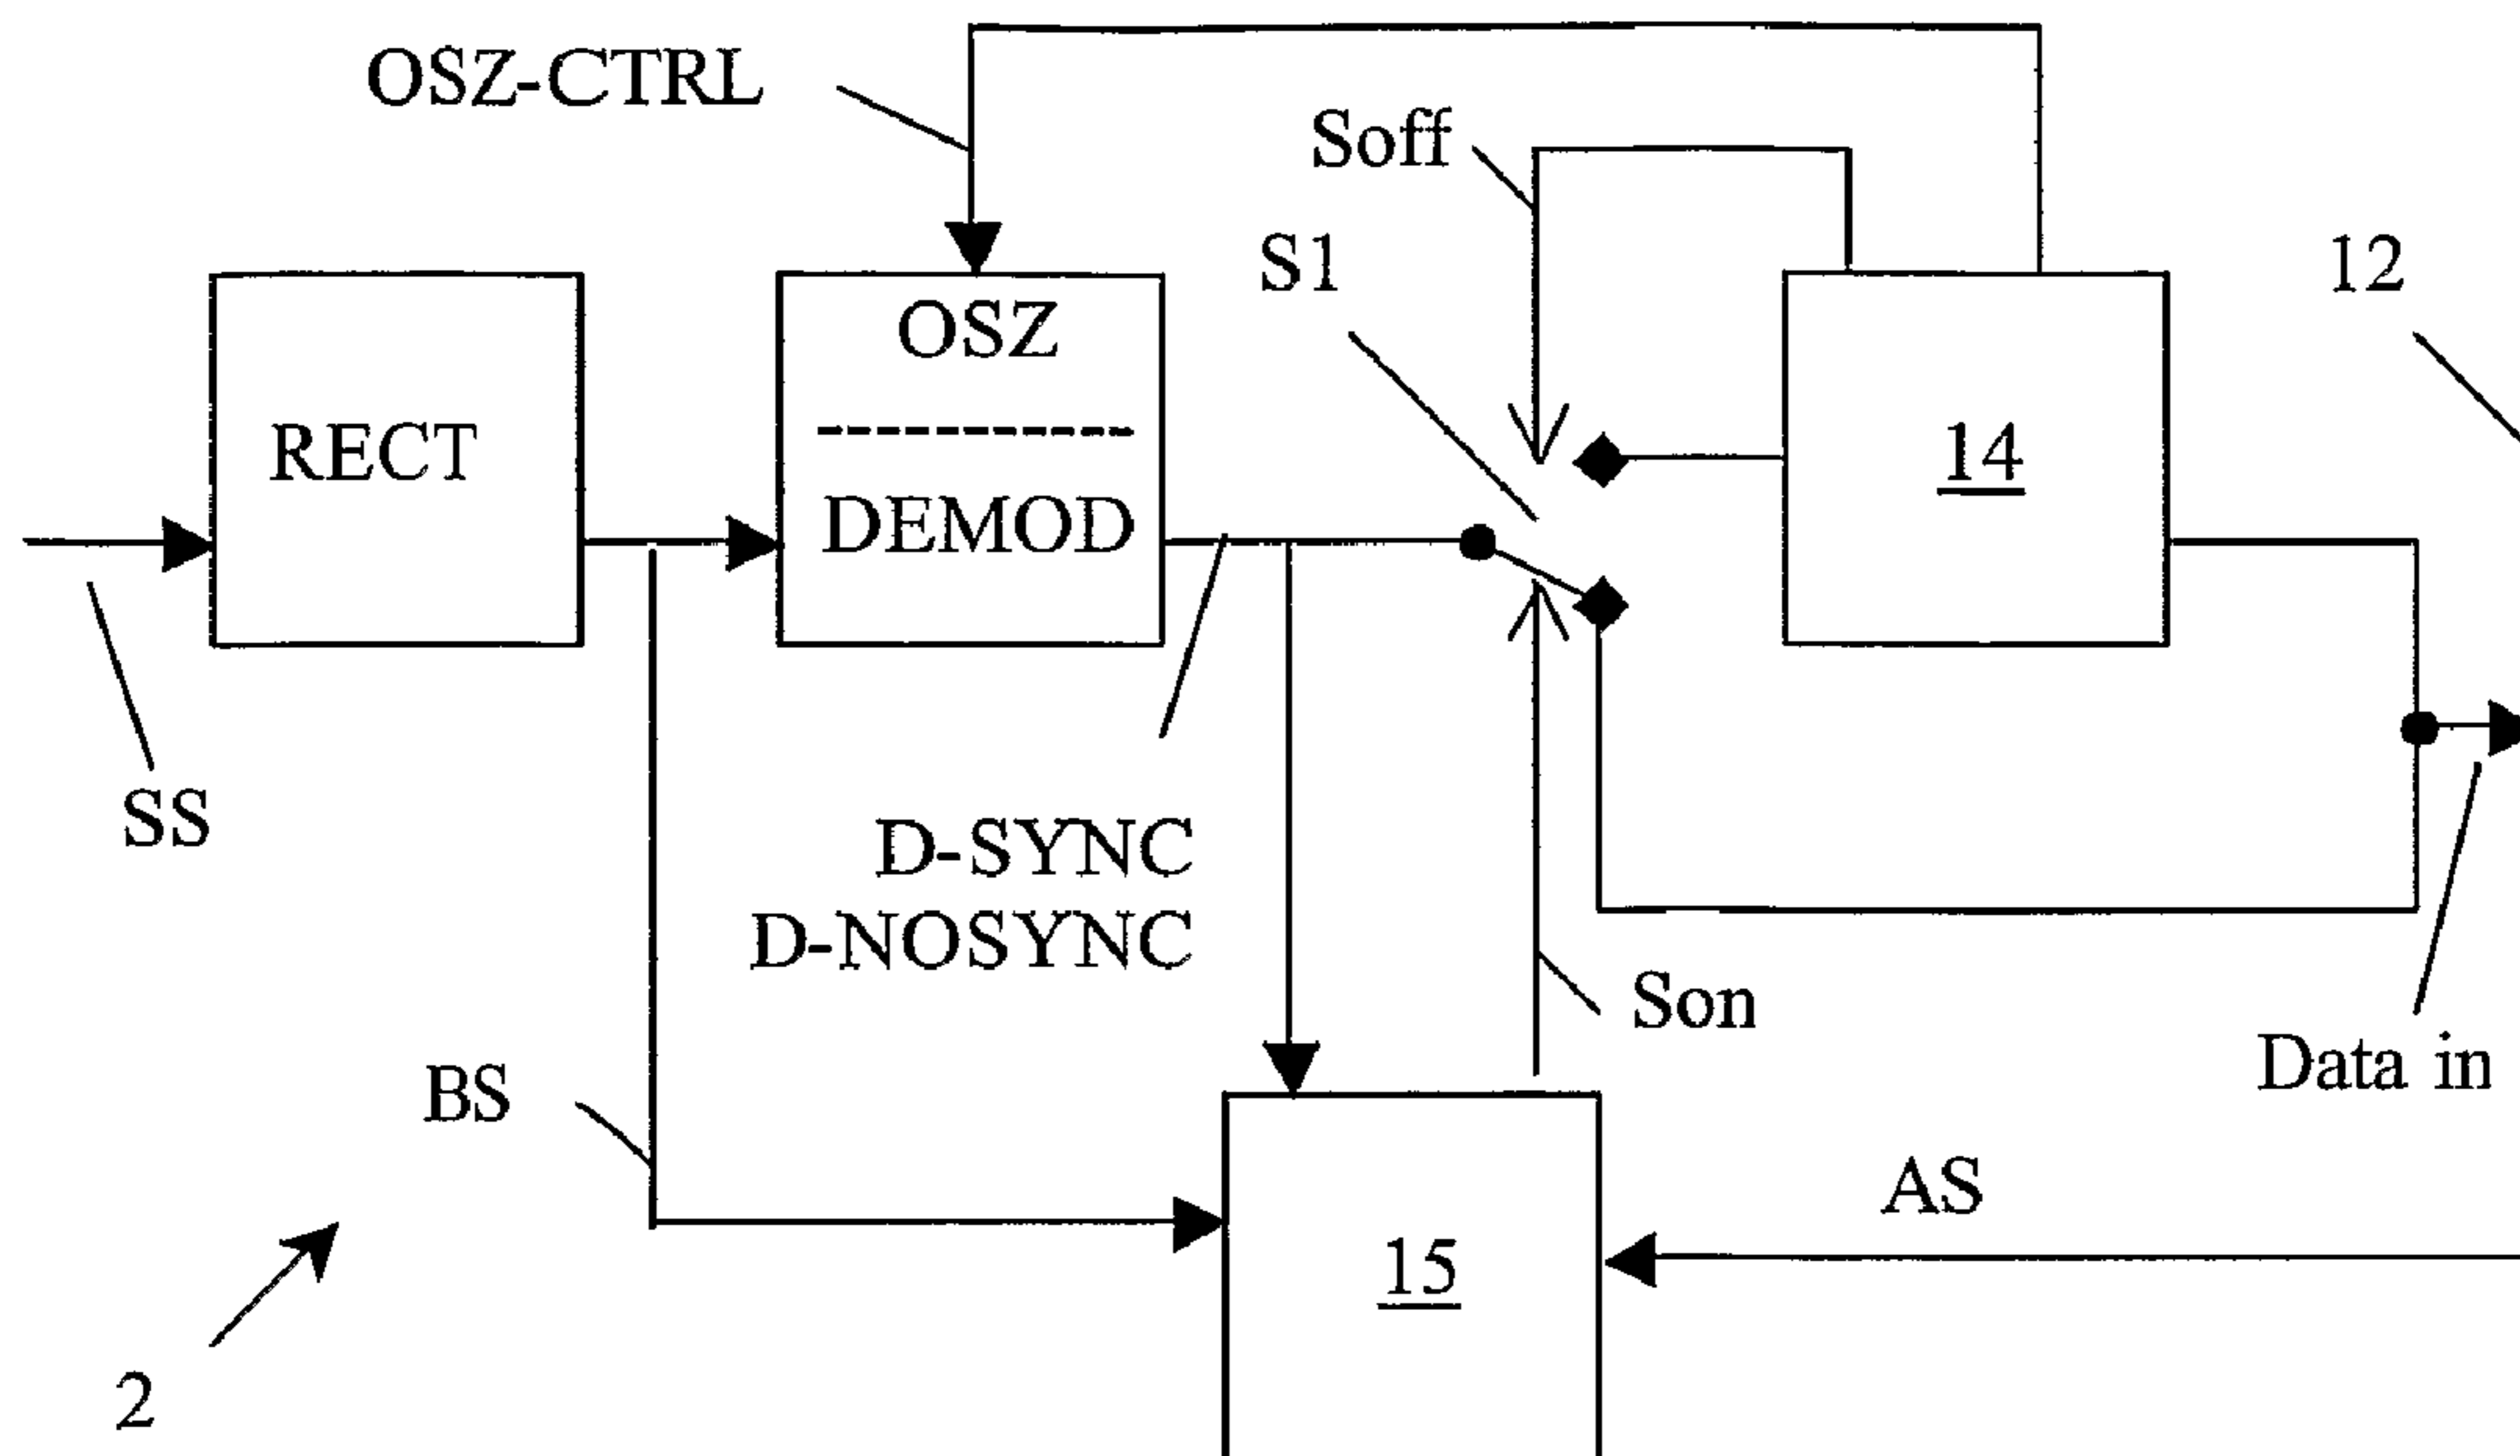 OSZ-CTRL
Soff
S1
12
OSZ
RECT
14
DEMOD
SS
D-SYNC
D-NOSYNC
Son
Data in
BS
AS
15
2